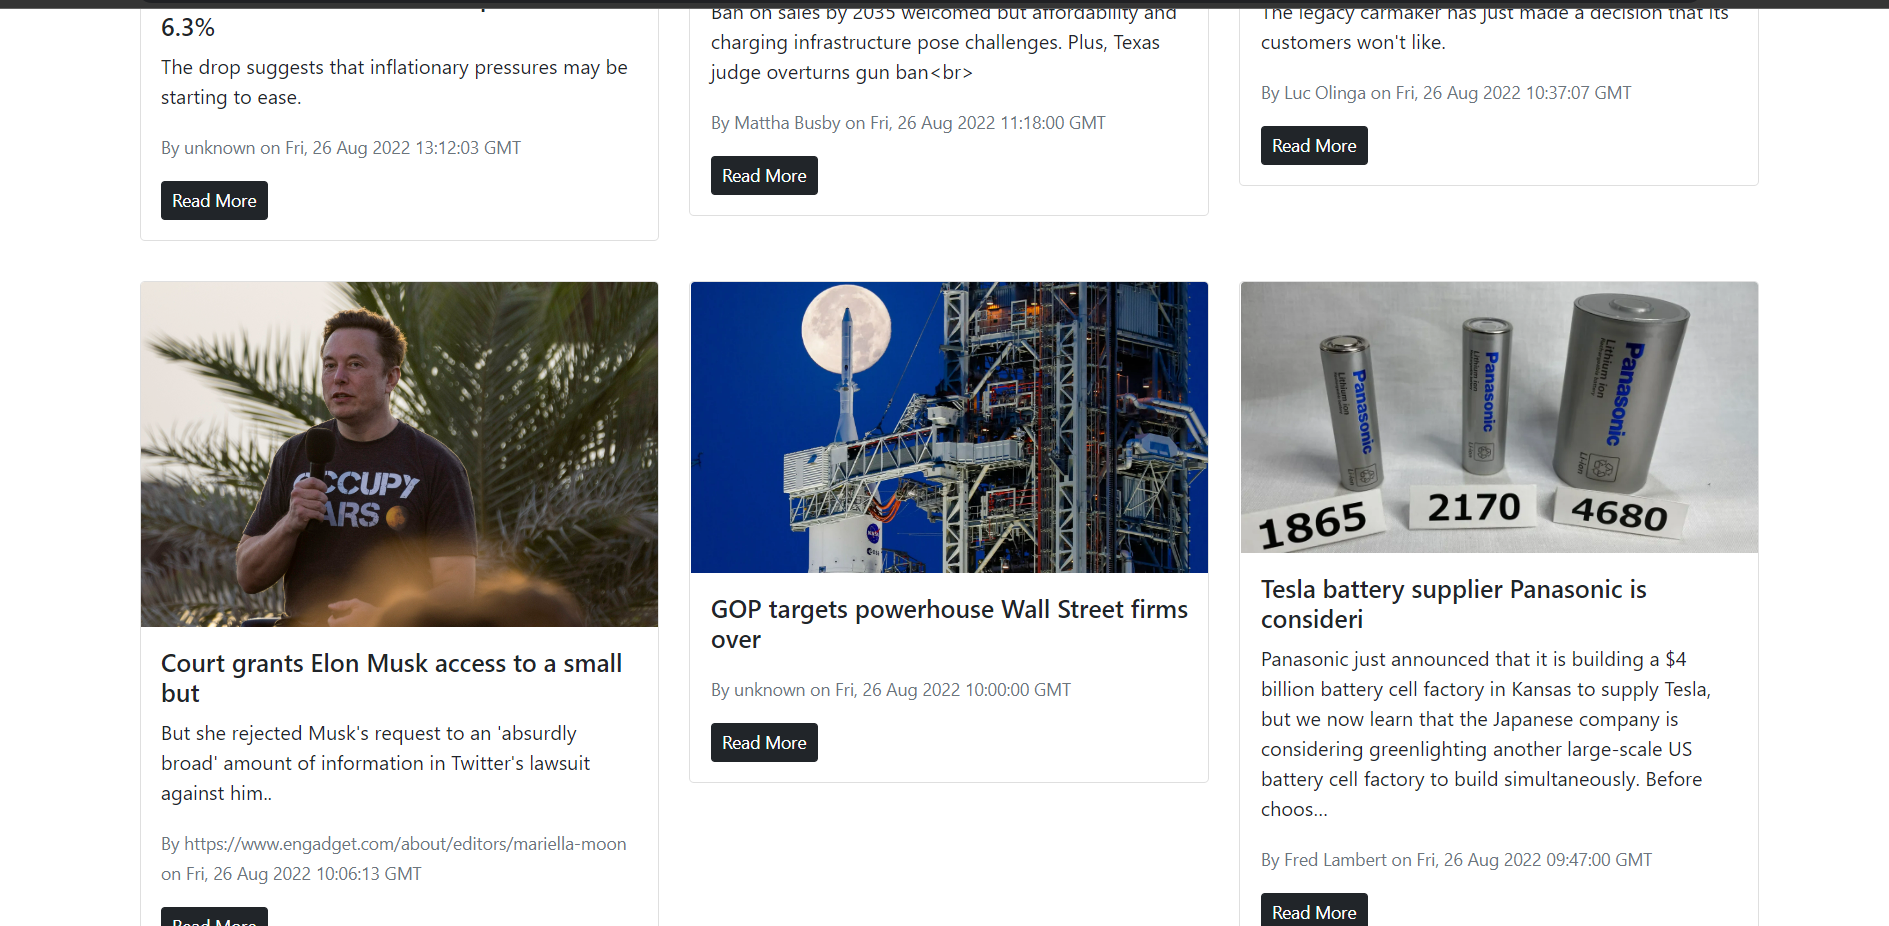 6.3%
The drop suggests that inflationary pressures may be
starting to ease.
By unknown on Fri, 26 Aug 2022 13:12:03 GMT
Read More
Ban on sales by 2035 welcomed but affordability and
charging infrastructure pose challenges. Plus, Texas
judge overturns gun ban<br>
By Mattha Busby on Fri, 26 Aug 2022 11:18:00 GMT
Read More
The legacy carmaker has just made a decision that its
customers won't like.
By Luc Olinga on Fri, 26 Aug 2022 10:37:07 GMT
Read More
OCCUPY
ARS
Court grants Elon Musk access to a small
but
But she rejected Musk's request to an 'absurdly
broad' amount of information in Twitter's lawsuit
against him..
By https://www.engadget.com/about/editors/mariella-moon
on Fri, 26 Aug 2022 10:06:13 GMT
Read More
NASA
esa
GOP targets powerhouse Wall Street firms
over
By unknown on Fri, 26 Aug 2022 10:00:00 GMT
Read More
Panasonic
Lithium ion
Panasonic
Lithium ion
Panasonic
Lithium ion
Li-ion
1865
2170
4680
Tesla battery supplier Panasonic is
consideri
Panasonic just announced that it is building a $4
billion battery cell factory in Kansas to supply Tesla,
but we now learn that the Japanese company is
considering greenlighting another large-scale US
battery cell factory to build simultaneously. Before
choos...
By Fred Lambert on Fri, 26 Aug 2022 09:47:00 GMT
Read More